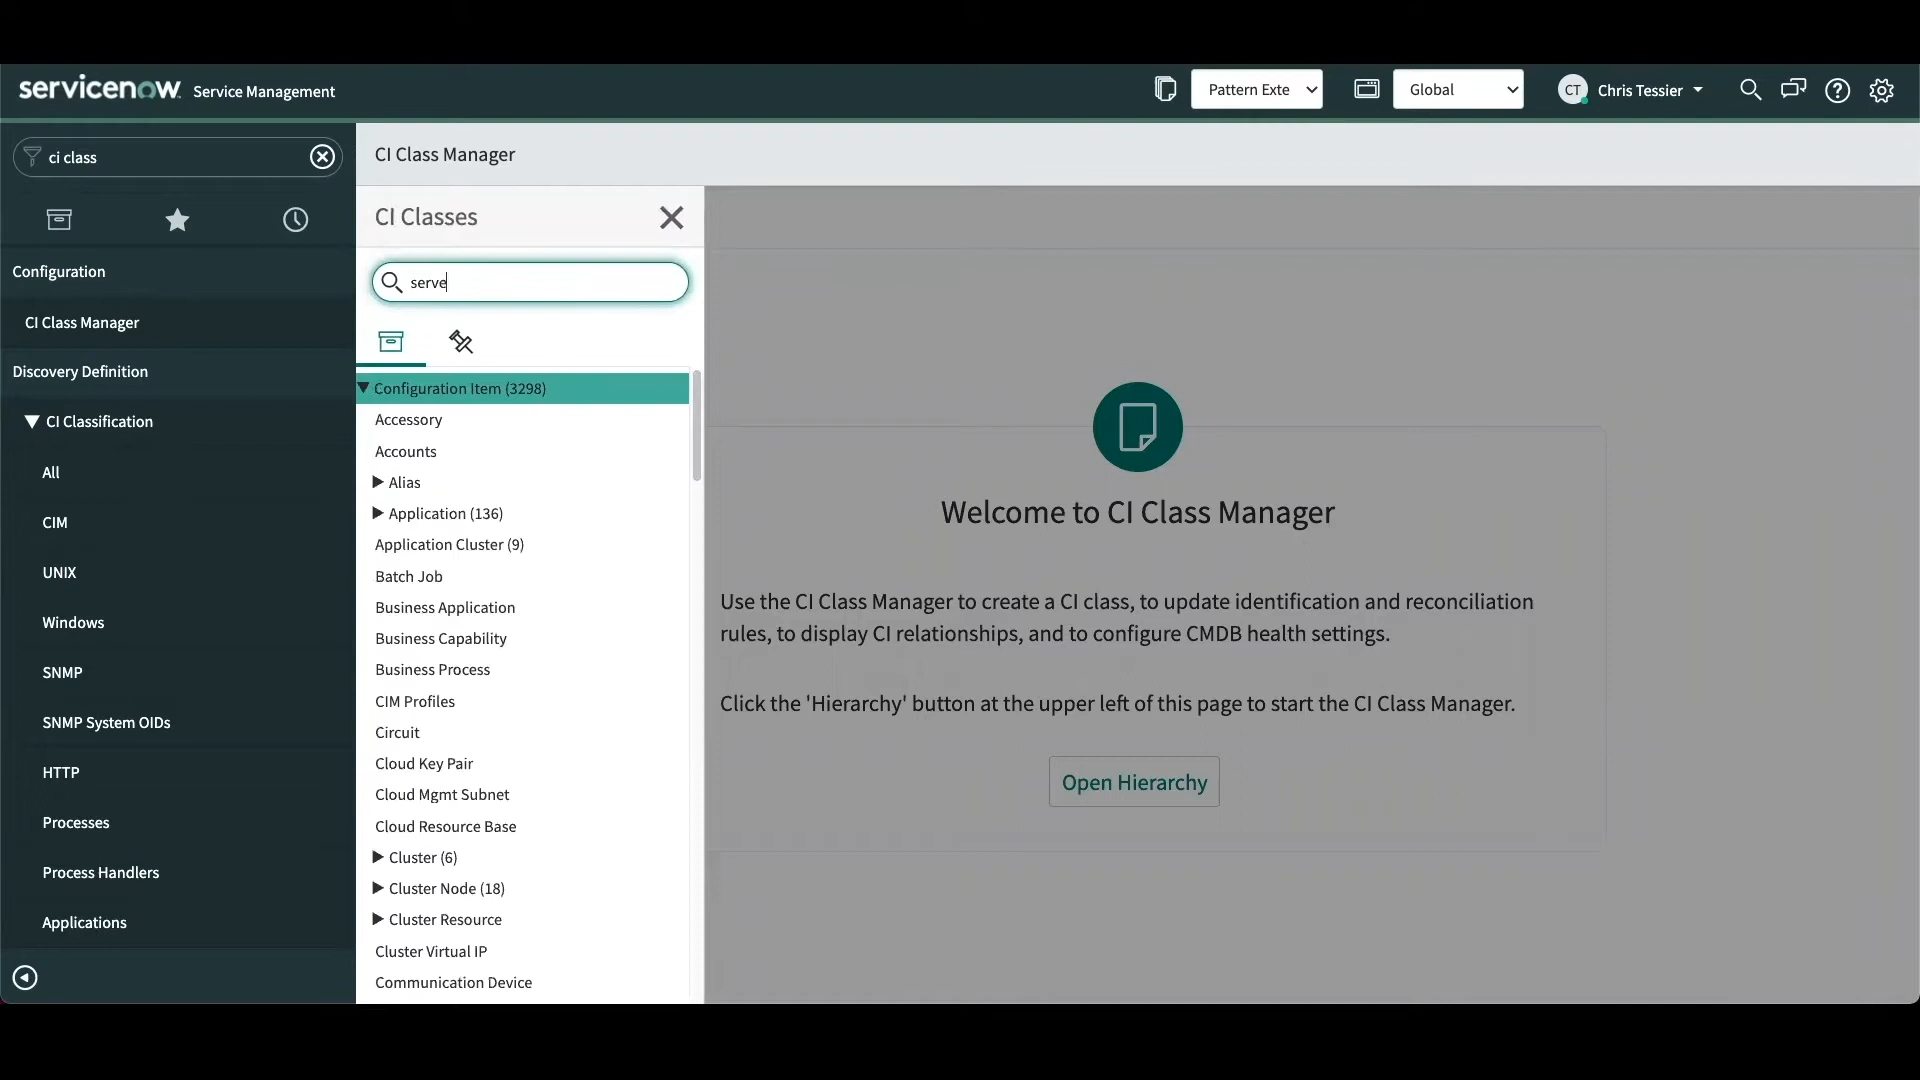 servicenow. Service Management
Pattern Exte
Global
CT
Chris Tessier
ci class
Configuration
CI Class Manager
Discovery Definition
CI Classification
All
CIM
UNIX
Windows
SNMP
SNMP System OIDs
HTTP
Processes
Process Handlers
Applications
CI Class Manager
CI Classes
serve
Configuration Item (3298)
Accessory
Accounts
Alias
Application (136)
Application Cluster (9)
Batch Job
Business Application
Business Capability
Business Process
CIM Profiles
Circuit
Cloud Key Pair
Cloud Mgmt Subnet
Cloud Resource Base
Cluster (6)
Cluster Node (18)
Cluster Resource
Cluster Virtual IP
Communication Device
Welcome to CI Class Manager
Use the CI Class Manager to create a CI class, to update identification and reconciliation
rules, to display CI relationships, and to configure CMDB health settings.
Click the 'Hierarchy' button at the upper left of this page to start the CI Class Manager.
Open Hierarchy